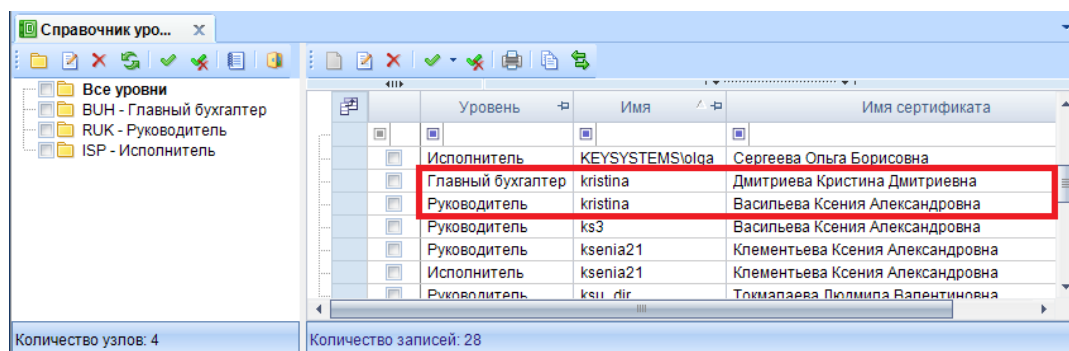 Справочник уро...
Все уровни
BUH - Главный бухгалтер
RUK - Руководитель
ISP - Исполнитель
Количество узлов: 4
Уровень Имя Имя сертификата
Исполнитель KEYSYSTEMS\olga Сергеева Ольга Борисовна
Главный бухгалтер kristina Дмитриева Кристина Дмитриевна
Руководитель kristina Васильева Ксения Александровна
Руководитель ks3 Васильева Ксения Александровна
Руководитель ksenia21 Клементьева Ксения Александровна
Исполнитель ksenia21 Клементьева Ксения Александровна
Руководитель ksu_dir Токмалаева Людмила Валентиновна
Количество записей: 28